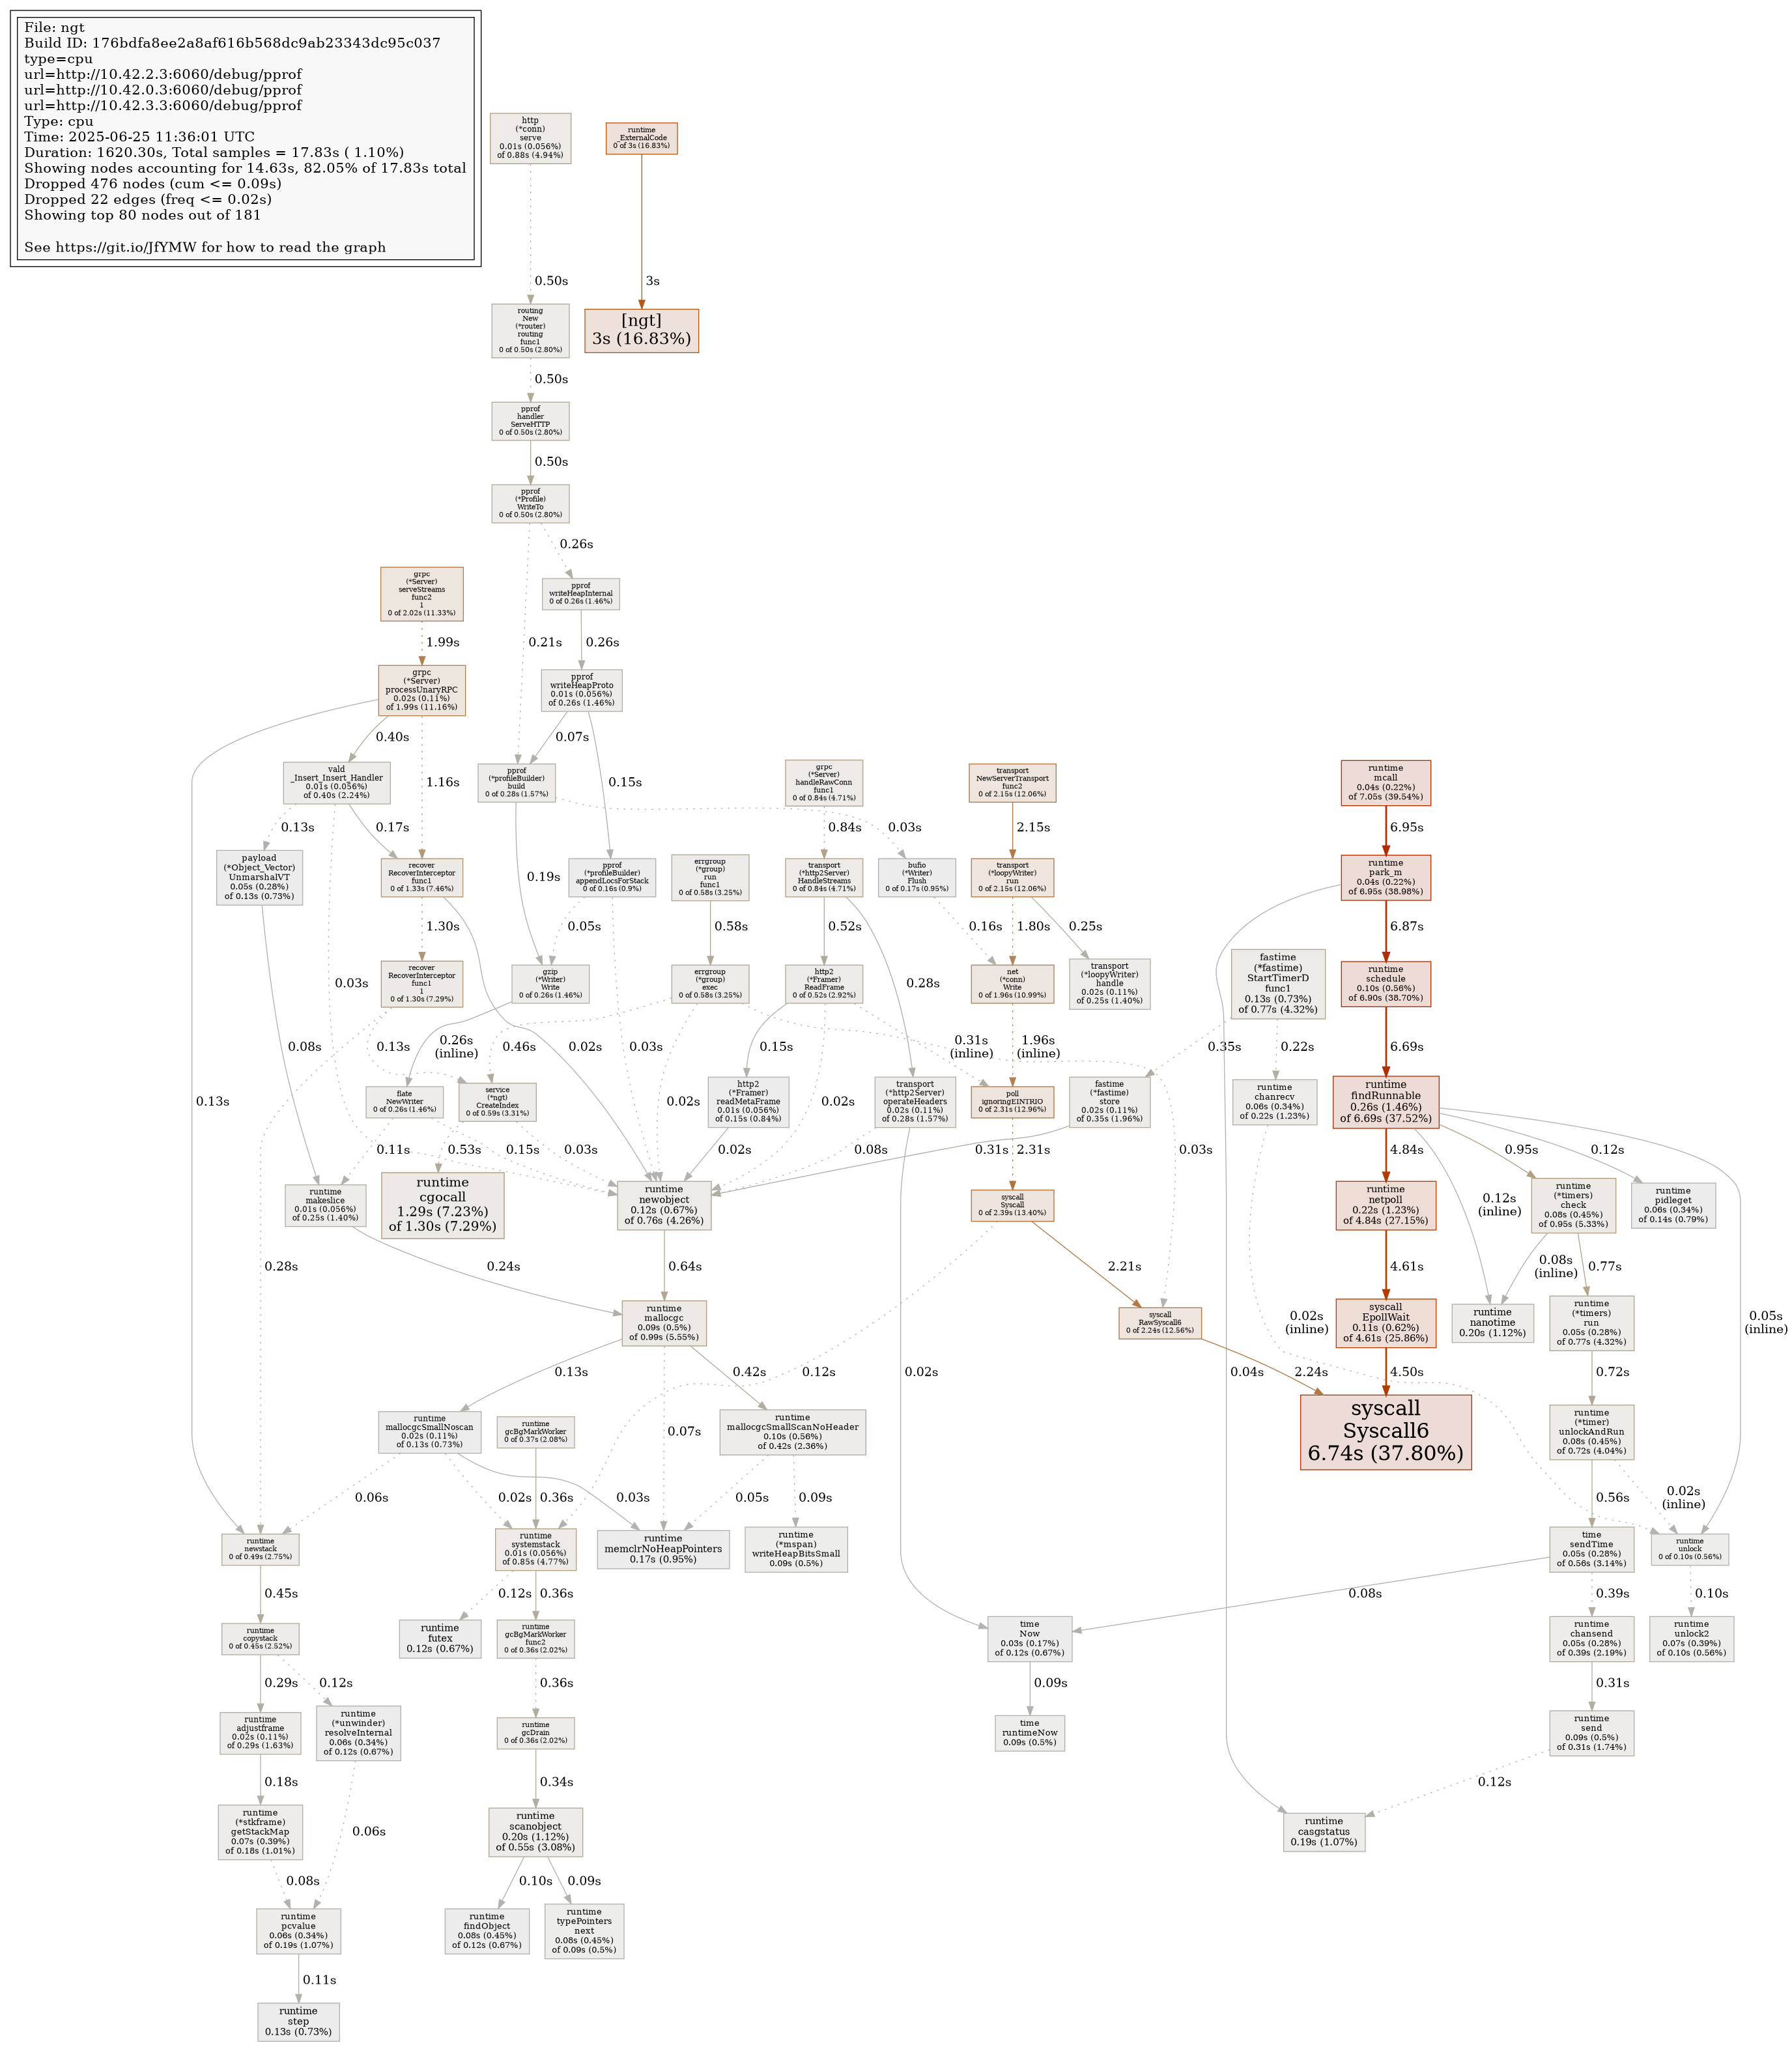 File: ngt
Build ID: 176bdfa8ee2a8af616b568dc9ab23343dc95c037
type=cpu
url=http://10.42.2.3:6060/debug/pprof
url=http://10.42.0.3:6060/debug/pprof
url=http://10.42.3.3:6060/debug/pprof
Type: cpu
Time: 2025-06-25 11:36:01 UTC
Duration: 1620.30s, Total samples = 17.83s ( 1.10%)
Showing nodes accounting for 14.63s, 82.05% of 17.83s total
Dropped 476 nodes (cum <= 0.09s)
Dropped 22 edges (freq <= 0.02s)
Showing top 80 nodes out of 181
See https://git.io/JfYMW for how to read the graph
http
(*conn)
serve
0.01s (0.056%)
of 0.88s (4.94%)
runtime
_ExternalCode
0 of 3s (16.83%)
0.50s
3s
routing
New
(*router)
routing
func1
0 of 0.50s (2.80%)
[ngt]
3s (16.83%)
0.50s
pprof
handler
ServeHTTP
0 of 0.50s (2.80%)
0.50s
pprof
(*Profile)
WriteTo
0 of 0.50s (2.80%)
0.26s
grpc
(*Server)
serveStreams
func2
1
0 of 2.02s (11.33%)
pprof
writeHeapInternal
0 of 0.26s (1.46%)
1.99s
0.21s
0.26s
grpc
(*Server)
processUnaryRPC
0.02s (0.11%)
of 1.99s (11.16%)
pprof
writeHeapProto
0.01s (0.056%)
of 0.26s (1.46%)
0.40s
0.07s
vald
_Insert_Insert_Handler
0.01s (0.056%)
of 0.40s (2.24%)
1.16s
pprof
(*profileBuilder)
build
0 of 0.28s (1.57%)
0.15s
grpc
(*Server)
handleRawConn
func1
0 of 0.84s (4.71%)
transport
NewServerTransport
func2
0 of 2.15s (12.06%)
runtime
mcall
0.04s (0.22%)
of 7.05s (39.54%)
0.13s
0.17s
0.03s
0.84s
2.15s
6.95s
payload
(*Object_Vector)
UnmarshalVT
0.05s (0.28%)
of 0.13s (0.73%)
recover
RecoverInterceptor
func1
0 of 1.33s (7.46%)
0.19s
pprof
(*profileBuilder)
appendLocsForStack
0 of 0.16s (0.9%)
errgroup
(*group)
run
func1
0 of 0.58s (3.25%)
transport
(*http2Server)
HandleStreams
0 of 0.84s (4.71%)
bufio
(*Writer)
Flush
0 of 0.17s (0.95%)
transport
(*loopyWriter)
run
0 of 2.15s (12.06%)
runtime
park_m
0.04s (0.22%)
of 6.95s (38.98%)
1.30s
0.05s
0.58s
0.52s
0.16s
1.80s
0.25s
6.87s
0.03s
recover
RecoverInterceptor
func1
1
0 of 1.30s (7.29%)
gzip
(*Writer)
Write
0 of 0.26s (1.46%)
errgroup
(*group)
exec
0 of 0.58s (3.25%)
http2
(*Framer)
ReadFrame
0 of 0.52s (2.92%)
0.28s
net
(*conn)
Write
0 of 1.96s (10.99%)
transport
(*loopyWriter)
handle
0.02s (0.11%)
of 0.25s (1.40%)
fastime
(*fastime)
StartTimerD
func1
0.13s (0.73%)
of 0.77s (4.32%)
runtime
schedule
0.10s (0.56%)
of 6.90s (38.70%)
0.08s
0.13s
0.26s
(inline)
0.46s
0.02s
0.03s
0.15s
0.31s
(inline)
1.96s
(inline)
0.35s
0.22s
6.69s
0.13s
flate
NewWriter
0 of 0.26s (1.46%)
service
(*ngt)
CreateIndex
0 of 0.59s (3.31%)
0.02s
http2
(*Framer)
readMetaFrame
0.01s (0.056%)
of 0.15s (0.84%)
0.02s
transport
(*http2Server)
operateHeaders
0.02s (0.11%)
of 0.28s (1.57%)
poll
ignoringEINTRIO
0 of 2.31s (12.96%)
fastime
(*fastime)
store
0.02s (0.11%)
of 0.35s (1.96%)
runtime
chanrecv
0.06s (0.34%)
of 0.22s (1.23%)
runtime
findRunnable
0.26s (1.46%)
of 6.69s (37.52%)
0.11s
0.11s
0.15s
0.53s
0.03s
0.02s
0.08s
0.31s
2.31s
0.03s
4.84s
0.12s
(inline)
0.95s
0.12s
runtime
makeslice
0.01s (0.056%)
of 0.25s (1.40%)
runtime
cgocall
1.29s (7.23%)
of 1.30s (7.29%)
runtime
newobject
0.12s (0.67%)
of 0.76s (4.26%)
syscall
Syscall
0 of 2.39s (13.40%)
runtime
netpoll
0.22s (1.23%)
of 4.84s (27.15%)
runtime
(*timers)
check
0.08s (0.45%)
of 0.95s (5.33%)
runtime
pidleget
0.06s (0.34%)
of 0.14s (0.79%)
0.28s
0.24s
0.64s
2.21s
4.61s
0.08s
(inline)
0.77s
runtime
mallocgc
0.09s (0.5%)
of 0.99s (5.55%)
syscall
RawSyscall6
0 of 2.24s (12.56%)
0.02s
(inline)
syscall
EpollWait
0.11s (0.62%)
of 4.61s (25.86%)
runtime
nanotime
0.20s (1.12%)
runtime
(*timers)
run
0.05s (0.28%)
of 0.77s (4.32%)
0.05s
(inline)
0.13s
0.42s
0.12s
0.02s
0.04s
2.24s
4.50s
0.72s
runtime
mallocgcSmallNoscan
0.02s (0.11%)
of 0.13s (0.73%)
runtime
gcBgMarkWorker
0 of 0.37s (2.08%)
0.07s
runtime
mallocgcSmallScanNoHeader
0.10s (0.56%)
of 0.42s (2.36%)
syscall
Syscall6
6.74s (37.80%)
runtime
(*timer)
unlockAndRun
0.08s (0.45%)
of 0.72s (4.04%)
0.06s
0.02s
0.36s
0.03s
0.05s
0.09s
0.56s
0.02s
(inline)
runtime
newstack
0 of 0.49s (2.75%)
runtime
systemstack
0.01s (0.056%)
of 0.85s (4.77%)
runtime
memclrNoHeapPointers
0.17s (0.95%)
runtime
(*mspan)
writeHeapBitsSmall
0.09s (0.5%)
time
sendTime
0.05s (0.28%)
of 0.56s (3.14%)
runtime
unlock
0 of 0.10s (0.56%)
0.45s
0.12s
0.36s
0.08s
0.39s
0.10s
runtime
copystack
0 of 0.45s (2.52%)
runtime
futex
0.12s (0.67%)
runtime
gcBgMarkWorker
func2
0 of 0.36s (2.02%)
time
Now
0.03s (0.17%)
of 0.12s (0.67%)
runtime
chansend
0.05s (0.28%)
of 0.39s (2.19%)
runtime
unlock2
0.07s (0.39%)
of 0.10s (0.56%)
0.29s
0.12s
0.36s
0.09s
0.31s
runtime
adjustframe
0.02s (0.11%)
of 0.29s (1.63%)
runtime
(*unwinder)
resolveInternal
0.06s (0.34%)
of 0.12s (0.67%)
runtime
gcDrain
0 of 0.36s (2.02%)
time
runtimeNow
0.09s (0.5%)
runtime
send
0.09s (0.5%)
of 0.31s (1.74%)
0.18s
0.34s
0.12s
runtime
(*stkframe)
getStackMap
0.07s (0.39%)
of 0.18s (1.01%)
0.06s
runtime
scanobject
0.20s (1.12%)
of 0.55s (3.08%)
runtime
casgstatus
0.19s (1.07%)
0.08s
0.10s
0.09s
runtime
pcvalue
0.06s (0.34%)
of 0.19s (1.07%)
runtime
findObject
0.08s (0.45%)
of 0.12s (0.67%)
runtime
typePointers
next
0.08s (0.45%)
of 0.09s (0.5%)
0.11s
runtime
step
0.13s (0.73%)